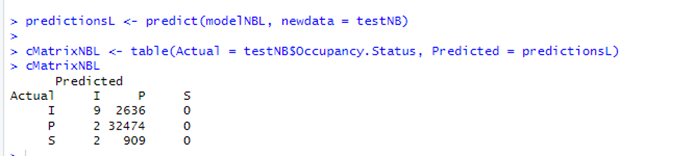 > predictionsL <- predict(modelNBL, newdata = testNB)
>
> cMatrixNBL <- table(Actual = testNB$Occupancy.Status, Predicted = predictionsL)
> cMatrixNBL
      Predicted
Actual     I     P     S
     I     9  2636     0
     P     2 32474     0
     S     2   909     0
>